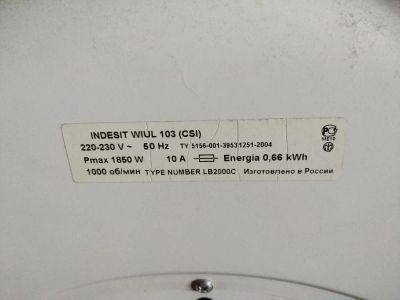 INDESIT WIUL 103 (CSI)
220-230 V ~ 50 Hz ТУ 5156-001-39531251-2004
Pmax 1850 W 10 A Energía 0,66 kWh
1000 об/мин TYPE NUMBER LB2000C Изготовлено в России